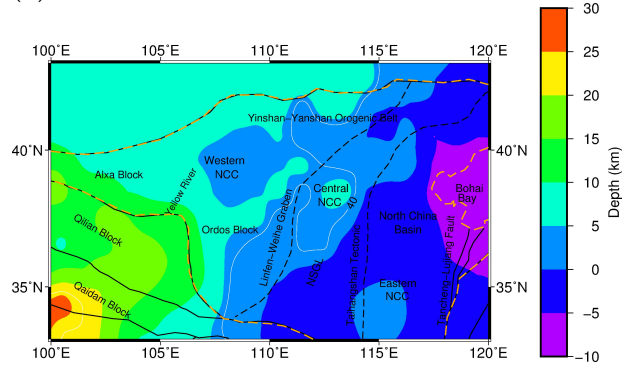 100°E 105°E 110°E 115°E 120°E
Yinshan−Yanshan Orogenic Belt
40°N 40°N
Western
NCC
Alxa Block
Yellow River
Central
NCC
40
Bohai
Bay
Qilian Block
Ordos Block
Linfen−Weihe Graben
North China
Basin
NSGL
Taihangshan Tectonic
Tancheng−Lujiang Fault
Qaidam Block
Eastern
NCC
35°N 35°N
100°E 105°E 110°E 115°E 120°E
30
25
20
15
10
5
0
−5
−10
Depth (km)